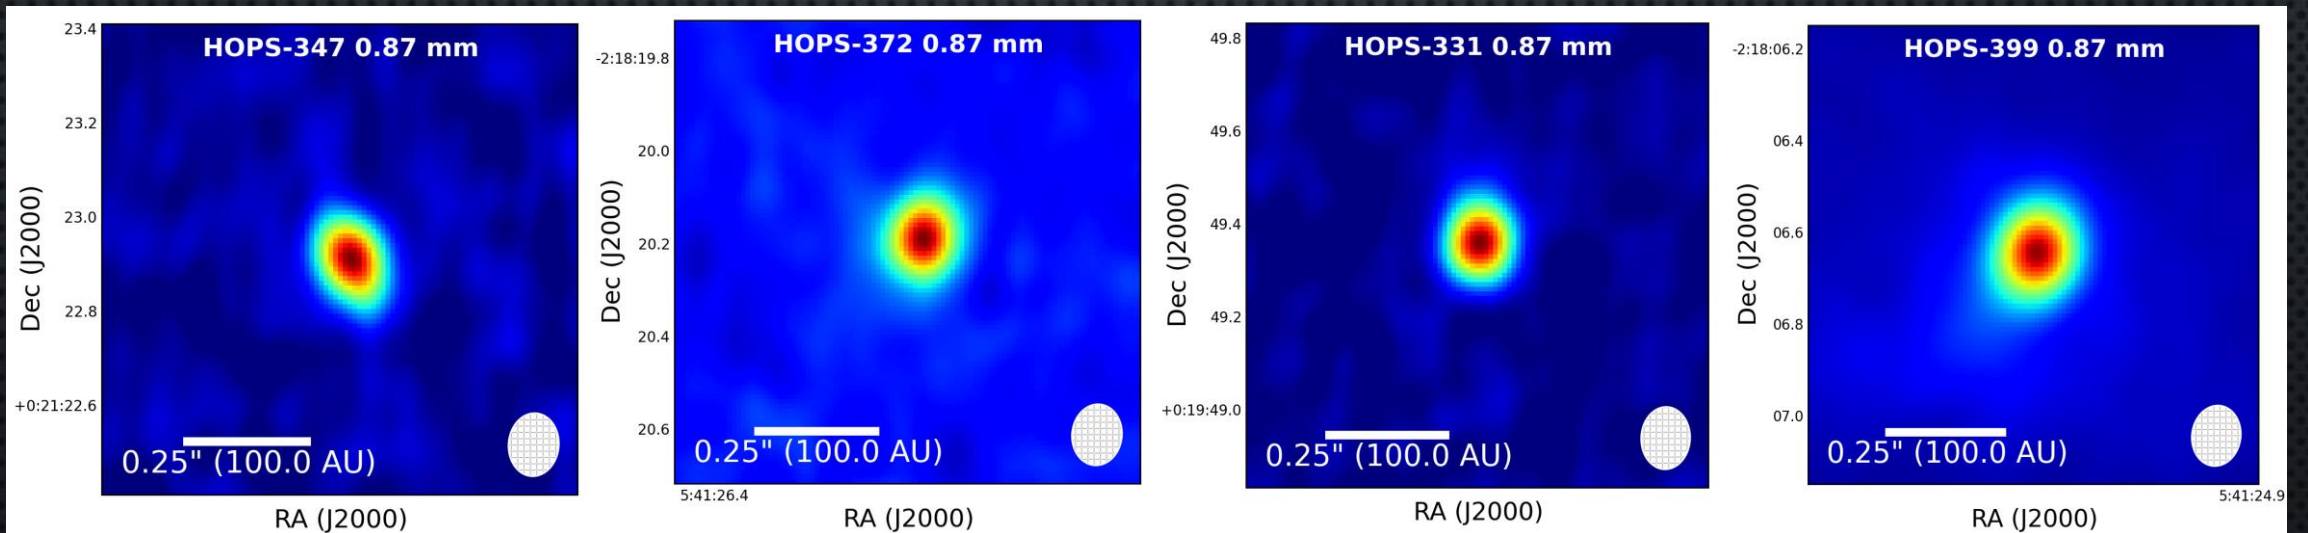 HOPS-347 0.87 mm
23.4
23.2
23.0
22.8
+0:21:22.6
Dec (J2000)
0.25" (100.0 AU)
RA (J2000)
HOPS-372 0.87 mm
-2:18:19.8
20.0
20.2
20.4
20.6
Dec (J2000)
0.25" (100.0 AU)
5:41:26.4
RA (J2000)
HOPS-331 0.87 mm
49.8
49.6
49.4
49.2
+0:19:49.0
Dec (J2000)
0.25" (100.0 AU)
RA (J2000)
HOPS-399 0.87 mm
-2:18:06.2
06.4
06.6
06.8
07.0
Dec (J2000)
0.25" (100.0 AU)
5:41:24.9
RA (J2000)